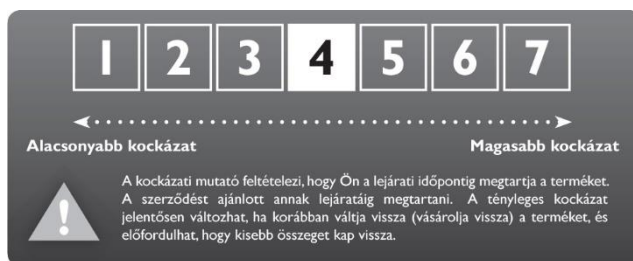 1 2 3 4 5 6 7
Alacsonyabb kockázat Magasabb kockázat
A kockázati mutató feltételezi, hogy Ön a lejárati időpontig megtartja a terméket.
A szerződést ajánlott annak lejáratáig megtartani. A tényleges kockázat
jelentősen változhat, ha korábban váltja vissza (vásárolja vissza) a terméket, és
előfordulhat, hogy kisebb összeget kap vissza.